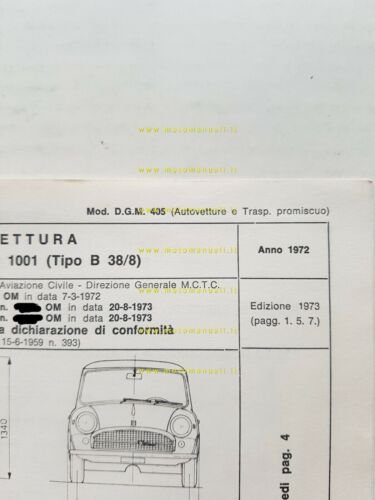 www.motomanuali.it
www.motomanuali.it
www.motomanuali.it
www.motomanuali.it
Mod. D.G.M. 405 (Autovetture e Trasp. promiscuo)
ETTURA
1001 (Tipo B 38/8)
Anno 1972
Aviazione Civile - Direzione Generale M.C.T.C.
OM in data 7-3-1972
n. OM in data 20-8-1973
n. OM in data 20-8-1973
a dichiarazione di conformità
15-6-1959 n. 393)
Edizione 1973
(pagg. 1. 5. 7.)
1340
edi pag. 4